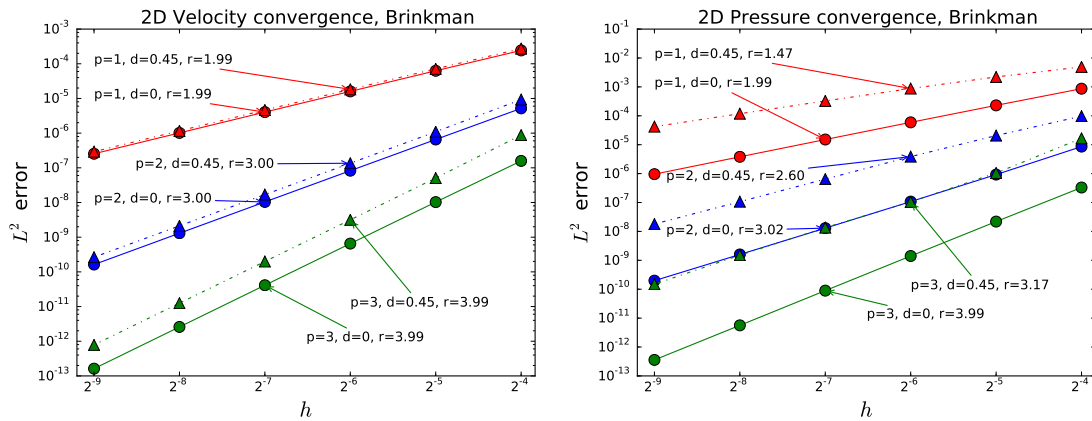 2D Velocity convergence, Brinkman
10⁻³
10⁻⁴
10⁻⁵
10⁻⁶
10⁻⁷
10⁻⁸
10⁻⁹
10⁻¹⁰
10⁻¹¹
10⁻¹²
10⁻¹³
L² error
p=1, d=0.45, r=1.99
p=1, d=0, r=1.99
p=2, d=0.45, r=3.00
p=2, d=0, r=3.00
p=3, d=0.45, r=3.99
p=3, d=0, r=3.99
2⁻⁹ 2⁻⁸ 2⁻⁷ 2⁻⁶ 2⁻⁵ 2⁻⁴
h
2D Pressure convergence, Brinkman
10⁻¹
10⁻²
10⁻³
10⁻⁴
10⁻⁵
10⁻⁶
10⁻⁷
10⁻⁸
10⁻⁹
10⁻¹⁰
10⁻¹¹
10⁻¹²
10⁻¹³
L² error
p=1, d=0.45, r=1.47
p=1, d=0, r=1.99
p=2, d=0.45, r=2.60
p=2, d=0, r=3.02
p=3, d=0.45, r=3.17
p=3, d=0, r=3.99
2⁻⁹ 2⁻⁸ 2⁻⁷ 2⁻⁶ 2⁻⁵ 2⁻⁴
h